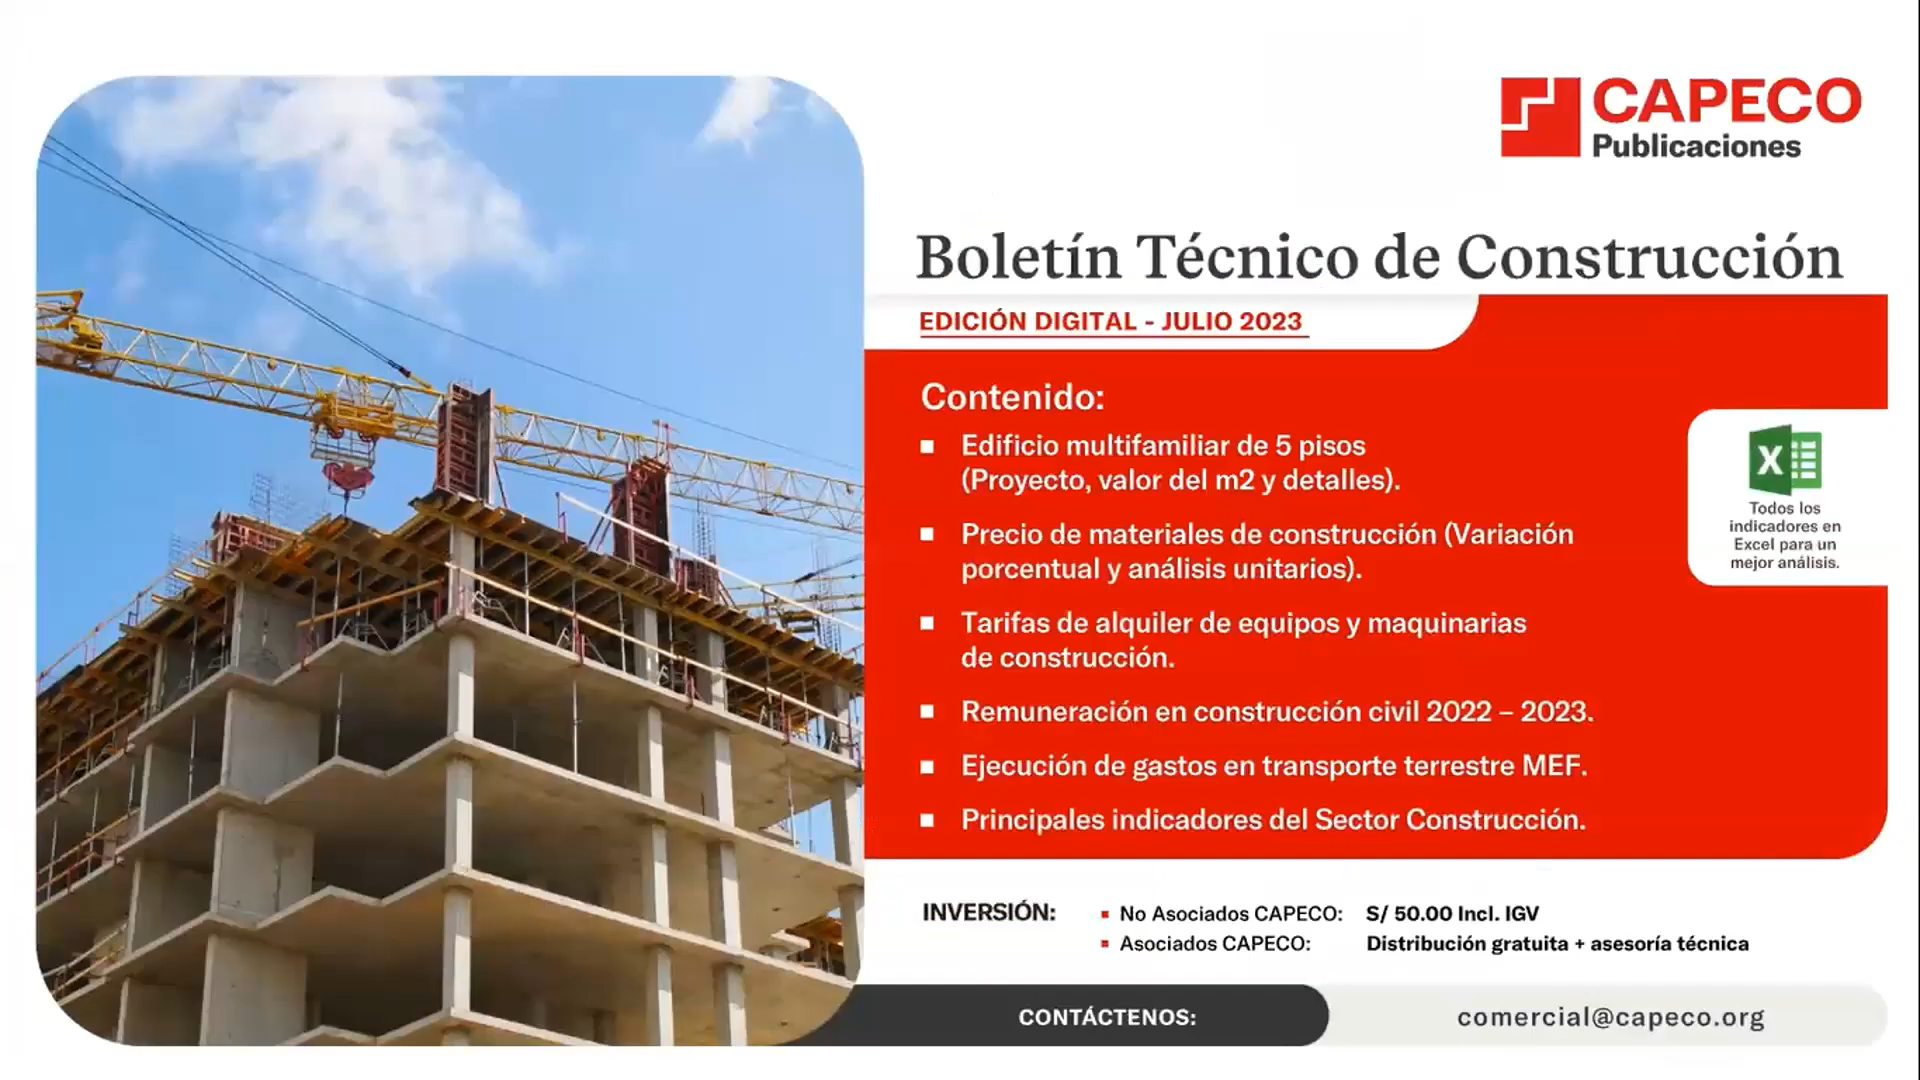 CAPECO
Publicaciones
Boletín Técnico de Construcción
EDICIÓN DIGITAL - JULIO 2023
Contenido:
▪ Edificio multifamiliar de 5 pisos
(Proyecto, valor del m2 y detalles).
▪ Precio de materiales de construcción (Variación
porcentual y análisis unitarios).
▪ Tarifas de alquiler de equipos y maquinarias
de construcción.
▪ Remuneración en construcción civil 2022 – 2023.
▪ Ejecución de gastos en transporte terrestre MEF.
▪ Principales indicadores del Sector Construcción.
X
Todos los
indicadores en
Excel para un
mejor análisis.
INVERSIÓN:
▪ No Asociados CAPECO: S/ 50.00 Incl. IGV
▪ Asociados CAPECO: Distribución gratuita + asesoría técnica
CONTÁCTENOS:
comercial@capeco.org